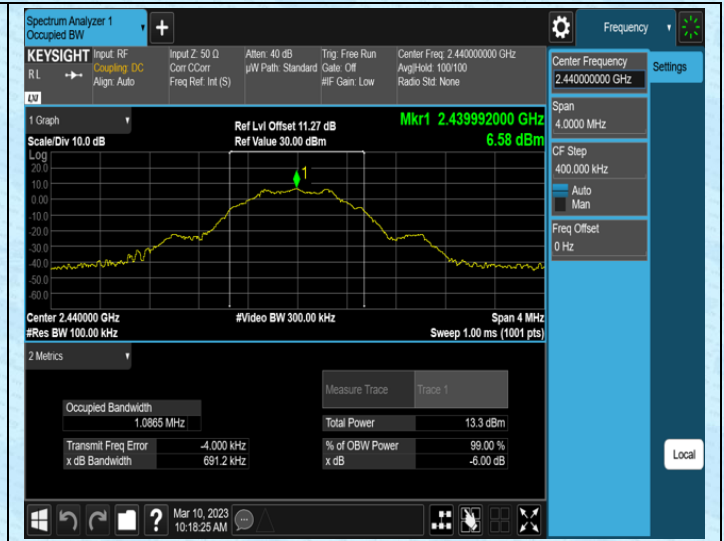 Spectrum Analyzer 1
Occupied BW
Frequency
KEYSIGHT
R L
LXI
Input: RF
Coupling: DC
Align: Auto
Input Z: 50 Ω
Corr CCorr
Freq Ref: Int (S)
Atten: 40 dB
µW Path: Standard
Trig: Free Run
Gate: Off
#IF Gain: Low
Center Freq: 2.440000000 GHz
Avg|Hold: 100/100
Radio Std: None
Center Frequency
2.440000000 GHz
Settings
Span
4.0000 MHz
CF Step
400.000 kHz
Auto
Man
Freq Offset
0 Hz
Local
1 Graph
Scale/Div 10.0 dB
Ref Lvl Offset 11.27 dB
Ref Value 30.00 dBm
Mkr1 2.439992000 GHz
6.58 dBm
Log
20.0
10.0
0.00
-10.0
-20.0
-30.0
-40.0
-50.0
-60.0
1
Center 2.440000 GHz
#Res BW 100.00 kHz
#Video BW 300.00 kHz
Span 4 MHz
Sweep 1.00 ms (1001 pts)
2 Metrics
Measure Trace Trace 1
Occupied Bandwidth
1.0865 MHz
Total Power 13.3 dBm
Transmit Freq Error -4.000 kHz
% of OBW Power 99.00 %
x dB Bandwidth 691.2 kHz
x dB -6.00 dB
Mar 10, 2023
10:18:25 AM